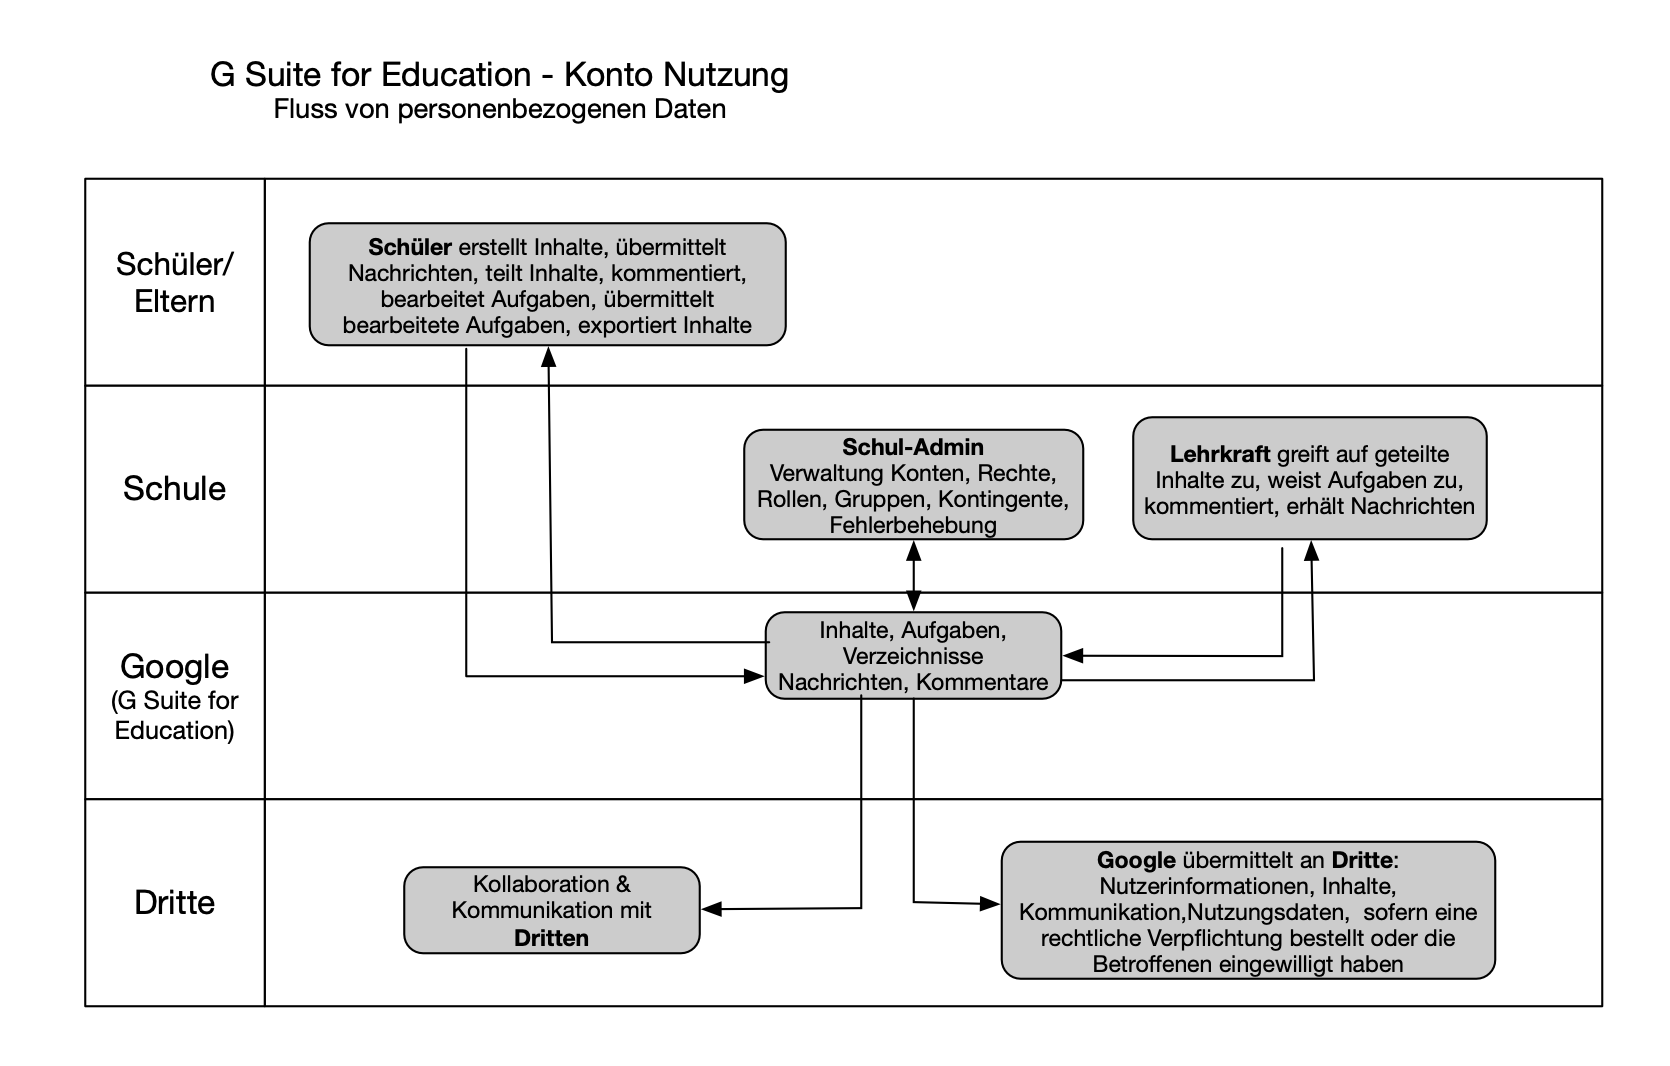 G Suite for Education - Konto Nutzung
Fluss von personenbezogenen Daten
Schüler/
Eltern
Schüler erstellt Inhalte, übermittelt
Nachrichten, teilt Inhalte, kommentiert,
bearbeitet Aufgaben, übermittelt
bearbeitete Aufgaben, exportiert Inhalte
Schule
Schul-Admin
Verwaltung Konten, Rechte,
Rollen, Gruppen, Kontingente,
Fehlerbehebung
Lehrkraft greift auf geteilte
Inhalte zu, weist Aufgaben zu,
kommentiert, erhält Nachrichten
Google
(G Suite for
Education)
Inhalte, Aufgaben,
Verzeichnisse
Nachrichten, Kommentare
Dritte
Kollaboration &
Kommunikation mit
Dritten
Google übermittelt an Dritte:
Nutzerinformationen, Inhalte,
Kommunikation,Nutzungsdaten,  sofern eine
rechtliche Verpflichtung bestellt oder die
Betroffenen eingewilligt haben